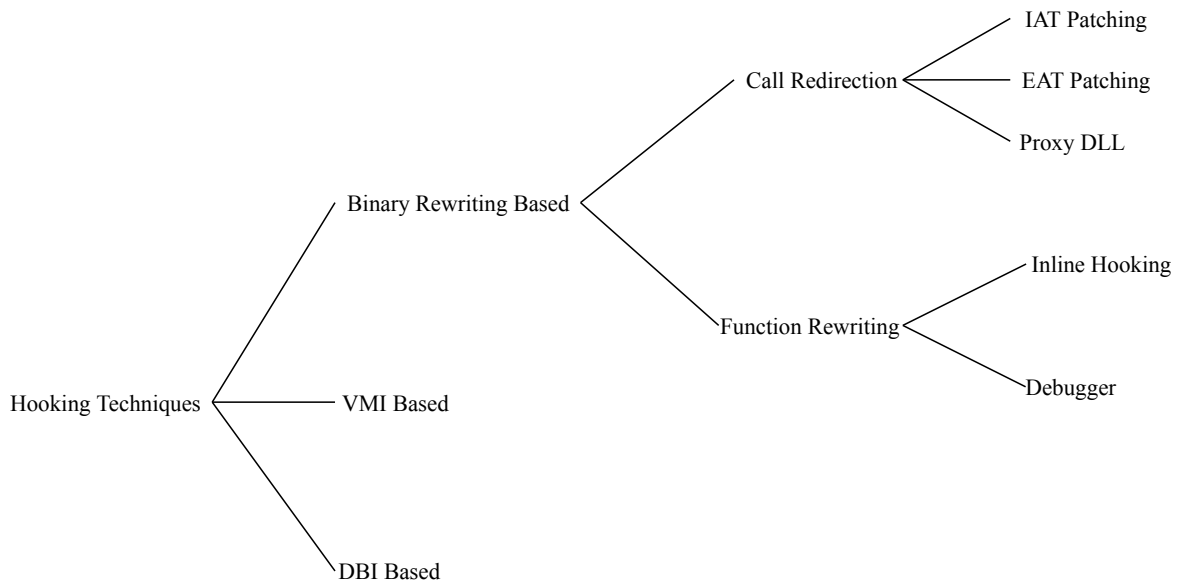 IAT Patching
Call Redirection
EAT Patching
Proxy DLL
Binary Rewriting Based
Inline Hooking
Function Rewriting
Debugger
Hooking Techniques
VMI Based
DBI Based